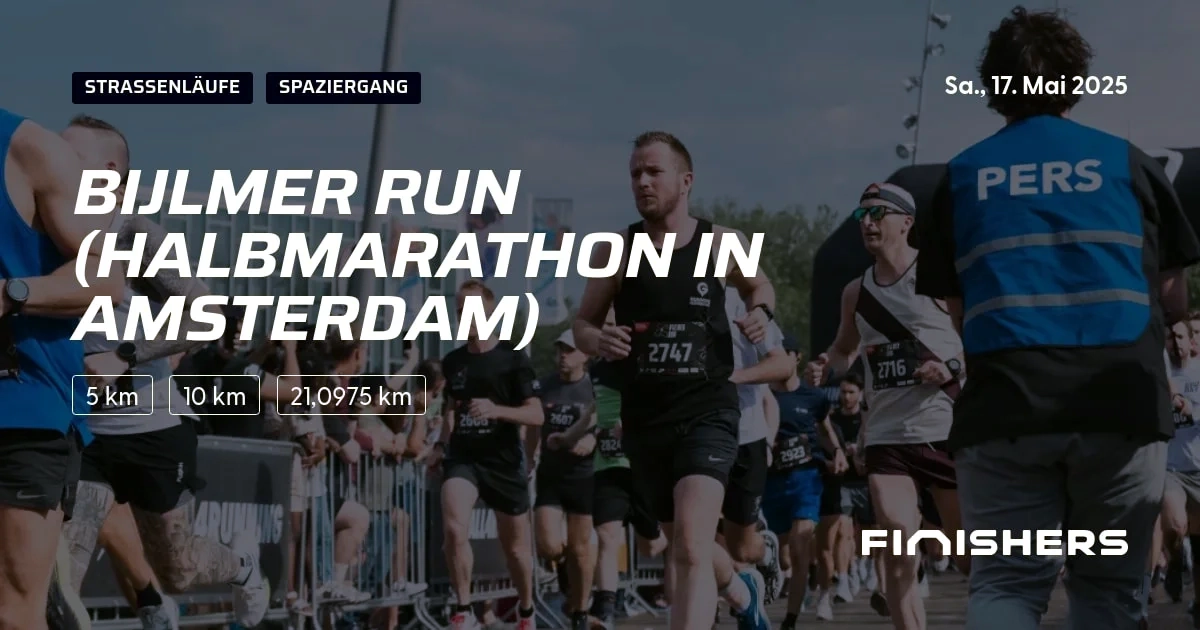 STRASSENLÄUFE SPAZIERGANG
Sa., 17. Mai 2025
BIJLMER RUN
(HALBMARATHON IN
AMSTERDAM)
5 km 10 km 21,0975 km
PERS
2747
2716
2923
FINISHERS